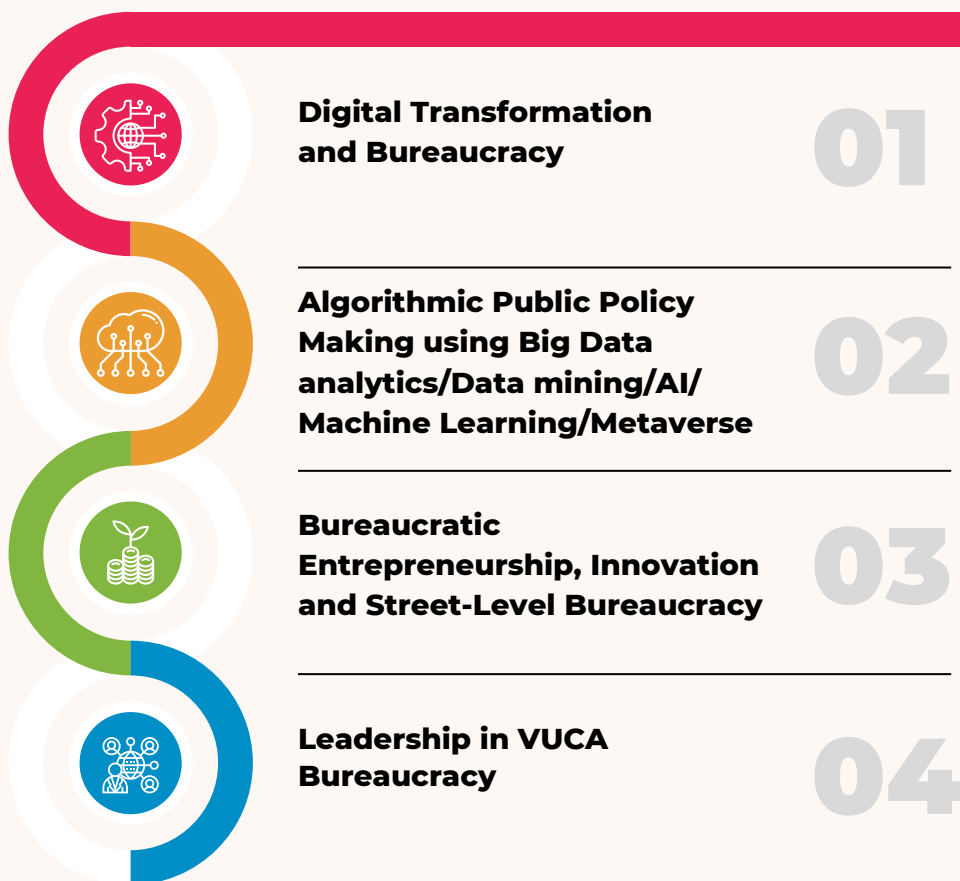 Digital Transformation
and Bureaucracy
01
Algorithmic Public Policy
Making using Big Data
analytics/Data mining/AI/
Machine Learning/Metaverse
02
Bureaucratic
Entrepreneurship, Innovation
and Street-Level Bureaucracy
03
Leadership in VUCA
Bureaucracy
04